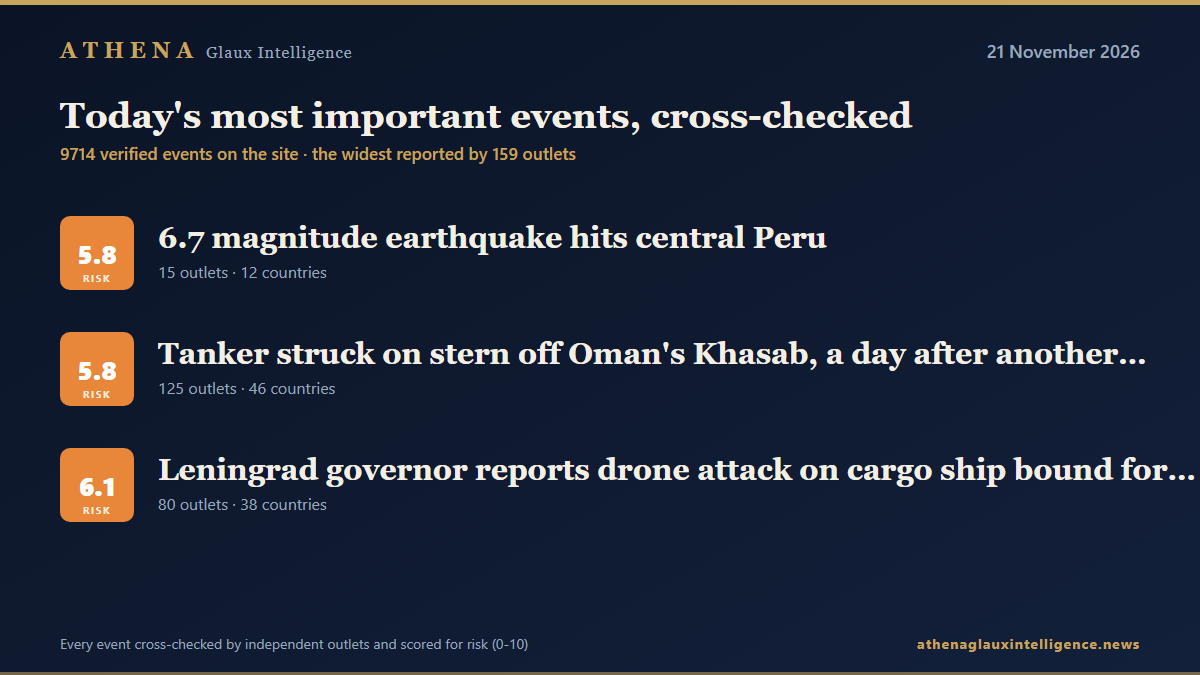 ATHENA Glaux Intelligence
21 November 2026
Today's most important events, cross-checked
9714 verified events on the site · the widest reported by 159 outlets
5.8
RISK
6.7 magnitude earthquake hits central Peru
15 outlets · 12 countries
5.8
RISK
Tanker struck on stern off Oman's Khasab, a day after another...
125 outlets · 46 countries
6.1
RISK
Leningrad governor reports drone attack on cargo ship bound for...
80 outlets · 38 countries
Every event cross-checked by independent outlets and scored for risk (0-10)
athenaglauxintelligence.news